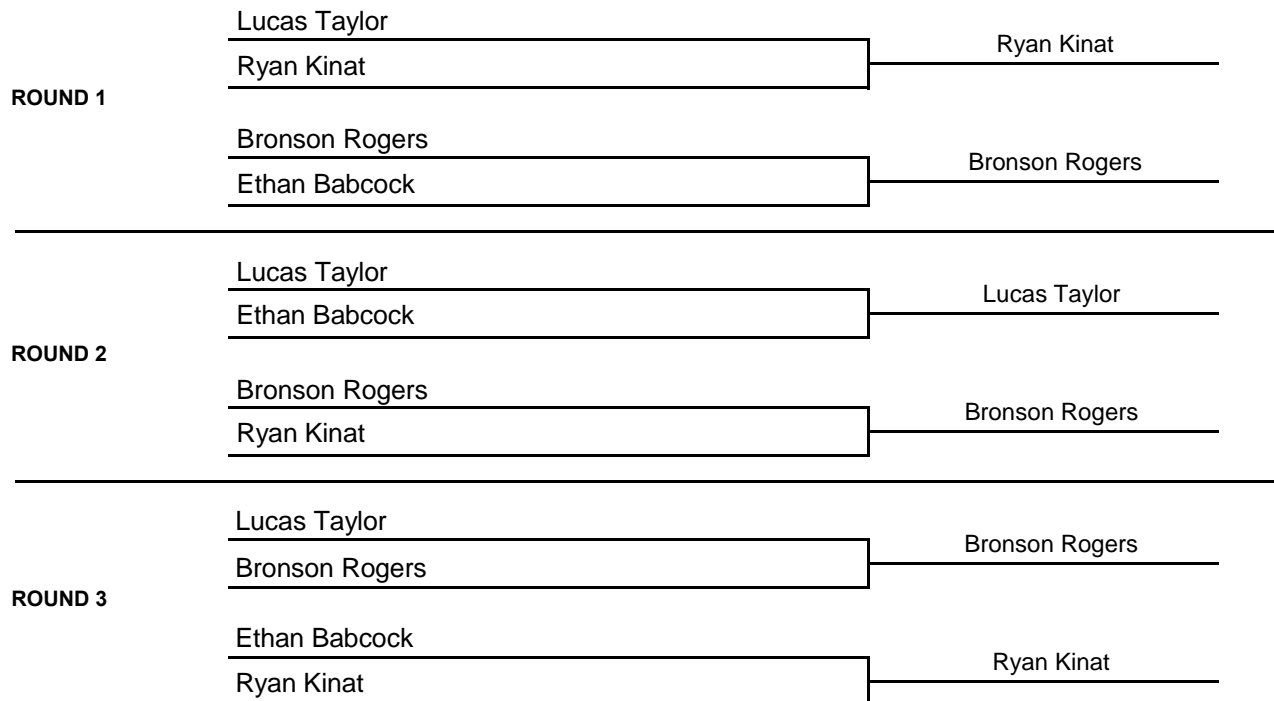 Lucas Taylor
Ryan Kinat
Ryan Kinat
ROUND 1
Bronson Rogers
Bronson Rogers
Ethan Babcock
Lucas Taylor
Lucas Taylor
Ethan Babcock
ROUND 2
Bronson Rogers
Bronson Rogers
Ryan Kinat
Lucas Taylor
Bronson Rogers
Bronson Rogers
ROUND 3
Ethan Babcock
Ryan Kinat
Ryan Kinat